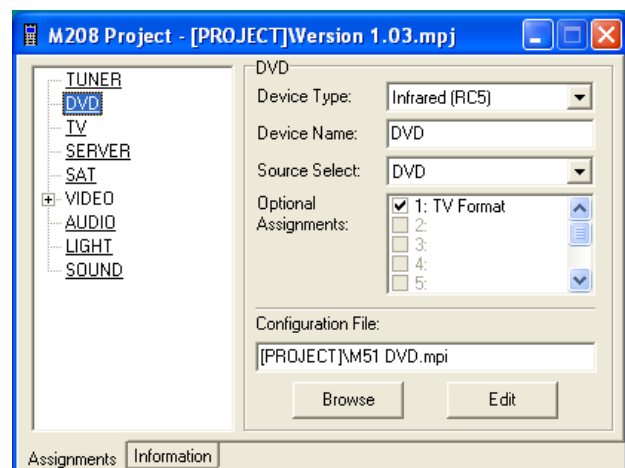 M208 Project - [PROJECT]\Version 1.03.mpj
TUNER
DVD
TV
SERVER
SAT
VIDEO
AUDIO
LIGHT
SOUND
DVD
Device Type: Infrared (RC5)
Device Name: DVD
Source Select: DVD
Optional Assignments:
1: TV Format
2:
3:
4:
5:
Configuration File:
[PROJECT]\M51 DVD.mpi
Browse Edit
Assignments Information